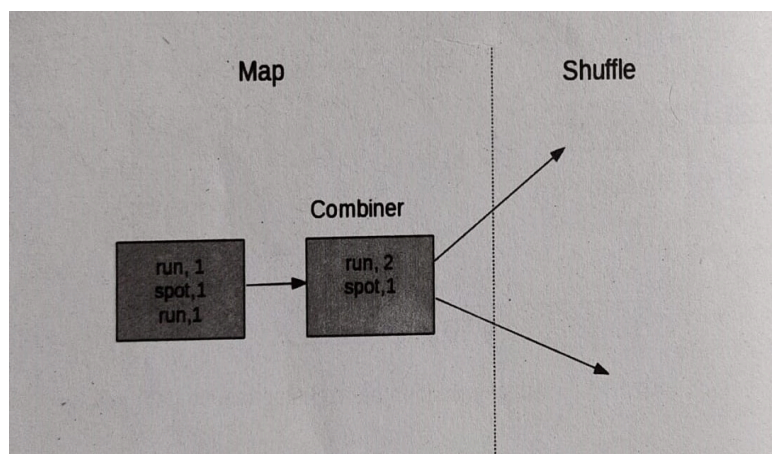 Map
Shuffle
Combiner
run, 1
spot,1
run,1
run, 2
spot,1